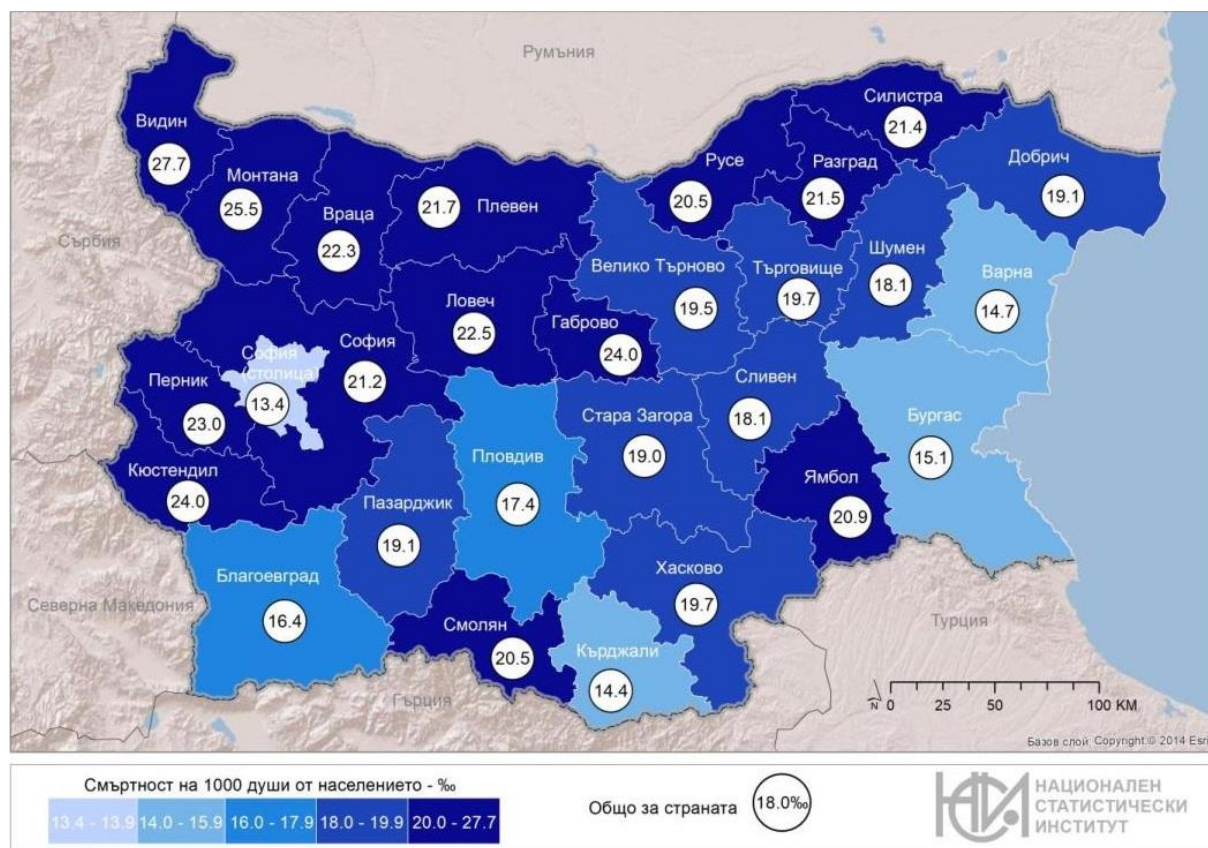 Румъния
Силистра
21.4
Видин
27.7
Русе
20.5
Разград
21.5
Добрич
19.1
Монтана
25.5
Враца
22.3
21.7
Плевен
Сърбия
Шумен
18.1
Велико Търново
19.5
Търговище
19.7
Варна
14.7
Ловеч
22.5
Габрово
24.0
София
(столица)
13.4
София
21.2
Перник
23.0
Сливен
18.1
Стара Загора
19.0
Бургас
15.1
Кюстендил
24.0
Пловдив
17.4
Ямбол
20.9
Пазарджик
19.1
Благоевград
16.4
Хасково
19.7
Северна Македония
Смолян
20.5
Кърджали
14.4
Турция
Гърция
N
0 25 50 100 КМ
Базов слой: Copyright:© 2014 Esri
Смъртност на 1000 души от населението - ‰
13.4 - 13.9 14.0 - 15.9 16.0 - 17.9 18.0 - 19.9 20.0 - 27.7
Общо за страната 18.0‰
НСИ
НАЦИОНАЛЕН
СТАТИСТИЧЕСКИ
ИНСТИТУТ